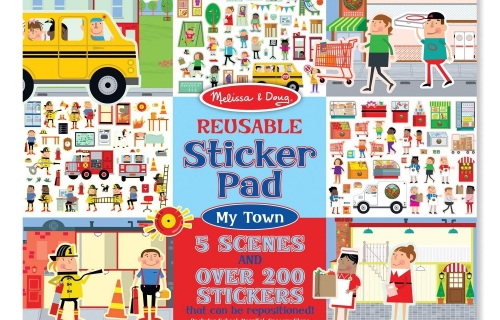 Melissa & Doug
REUSABLE
Sticker
Pad
My Town
5 SCENES
AND
OVER 200
STICKERS
that can be repositioned!